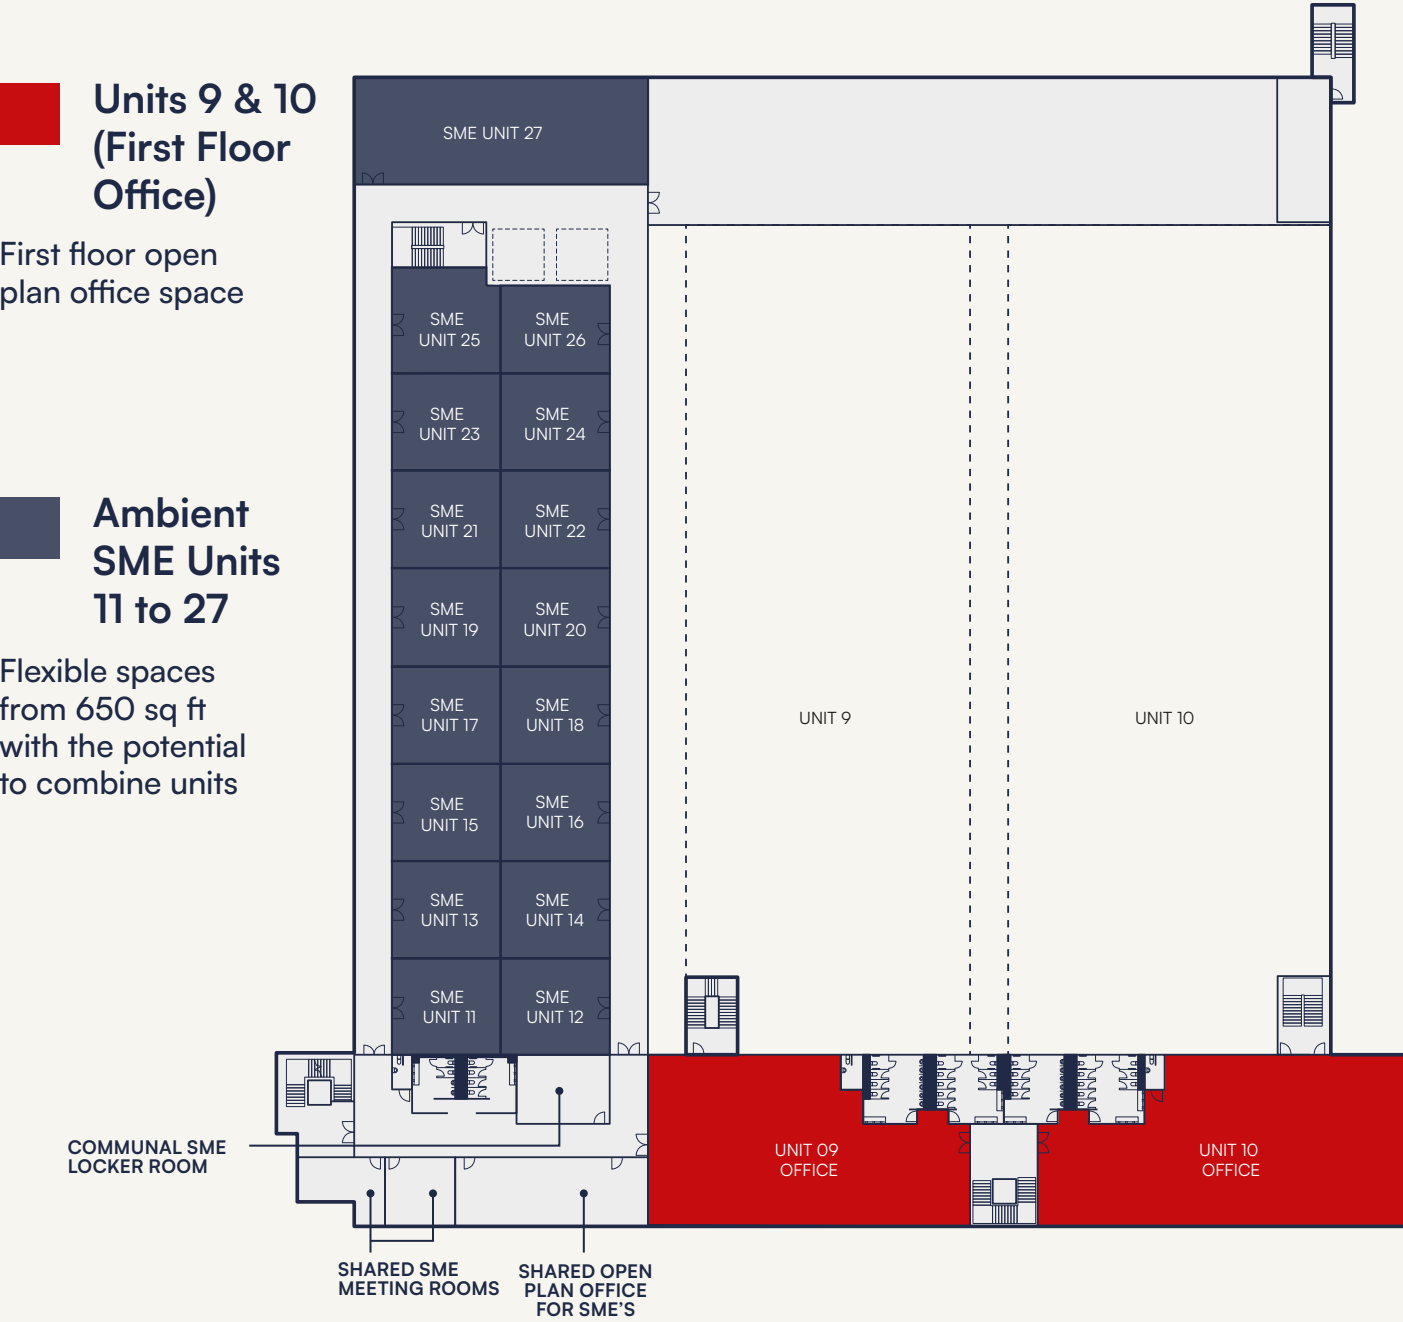 Units 9 & 10
(First Floor
Office)
First floor open
plan office space
Ambient
SME Units
11 to 27
Flexible spaces
from 650 sq ft
with the potential
to combine units
SME UNIT 27
SME
UNIT 25
SME
UNIT 26
SME
UNIT 23
SME
UNIT 24
SME
UNIT 21
SME
UNIT 22
SME
UNIT 19
SME
UNIT 20
SME
UNIT 17
SME
UNIT 18
SME
UNIT 15
SME
UNIT 16
SME
UNIT 13
SME
UNIT 14
SME
UNIT 11
SME
UNIT 12
UNIT 9
UNIT 10
UNIT 09
OFFICE
UNIT 10
OFFICE
COMMUNAL SME
LOCKER ROOM
SHARED SME
MEETING ROOMS
SHARED OPEN
PLAN OFFICE
FOR SME'S